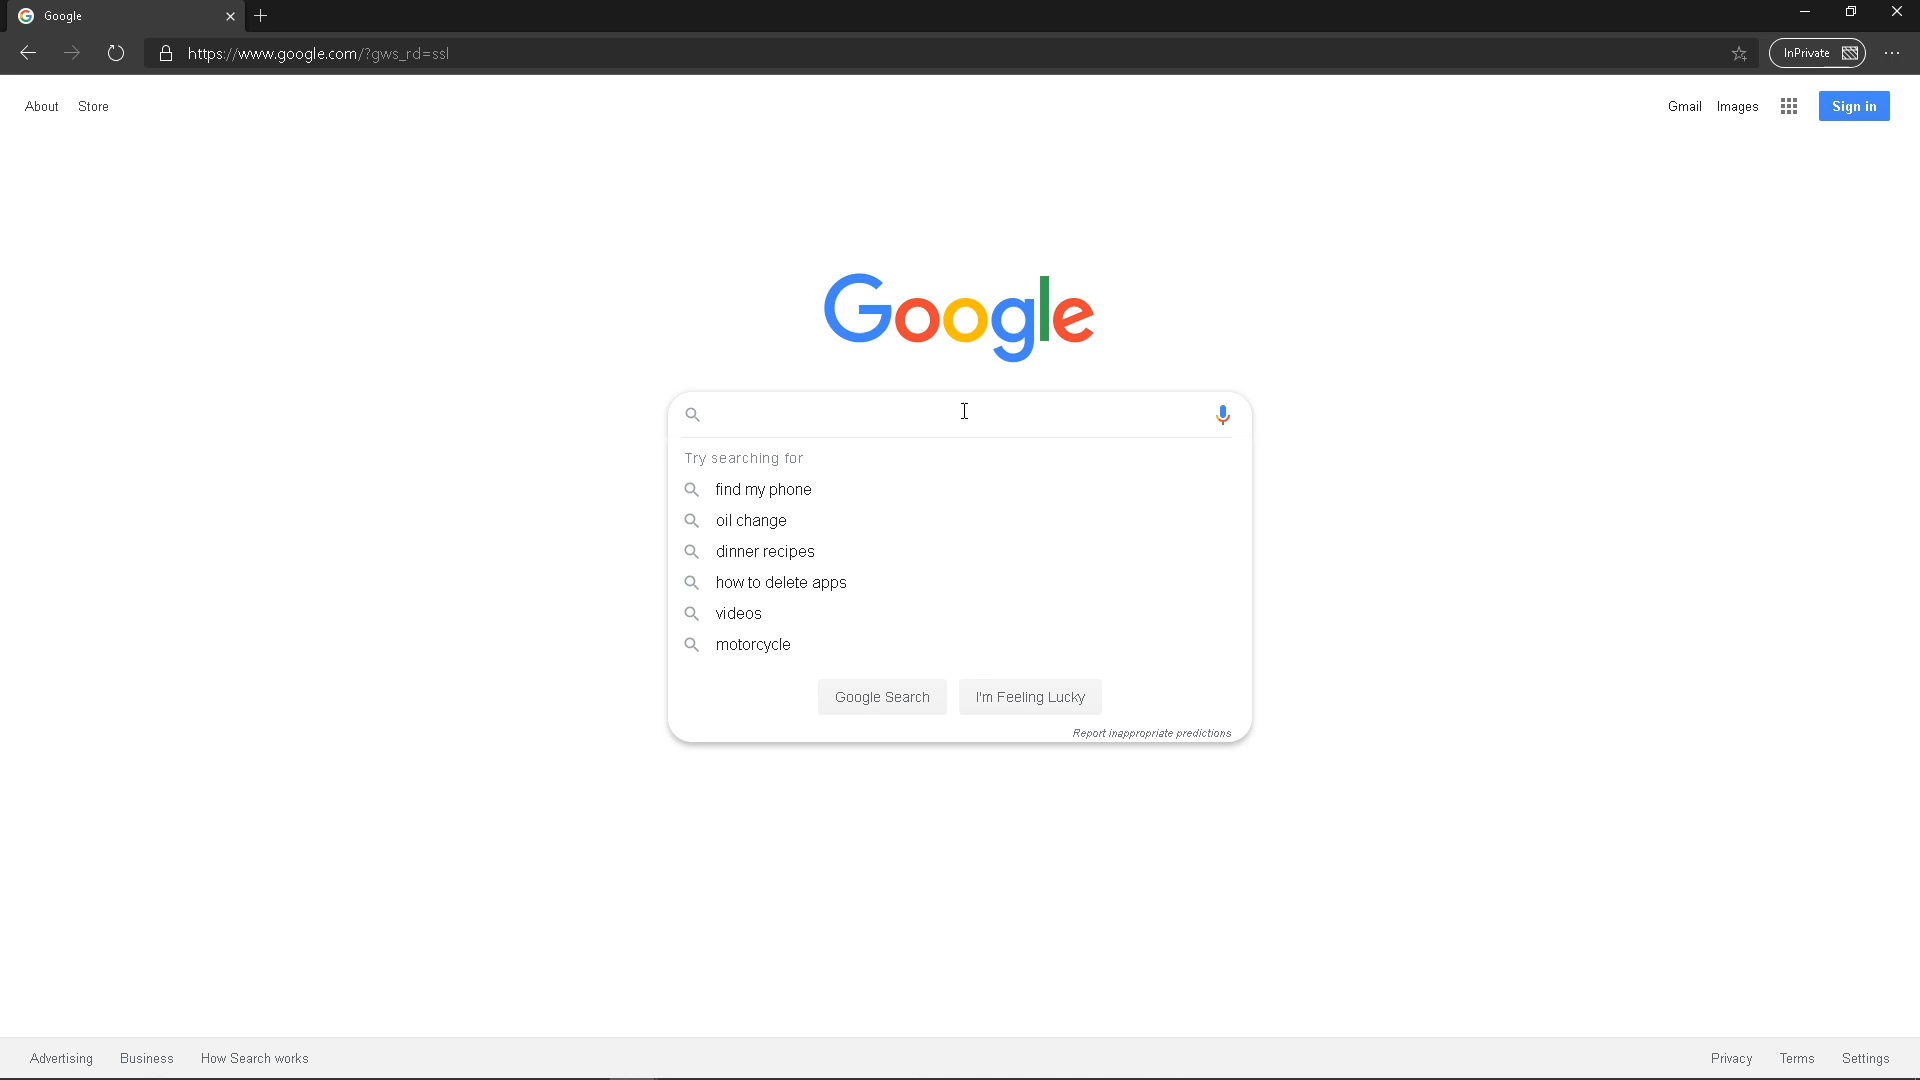 Google
https://www.google.com/?gws_rd=ssl
InPrivate
About Store
Gmail Images Sign in
Google
Try searching for
find my phone
oil change
dinner recipes
how to delete apps
videos
motorcycle
Google Search I'm Feeling Lucky
Report inappropriate predictions
Advertising Business How Search works
Privacy Terms Settings